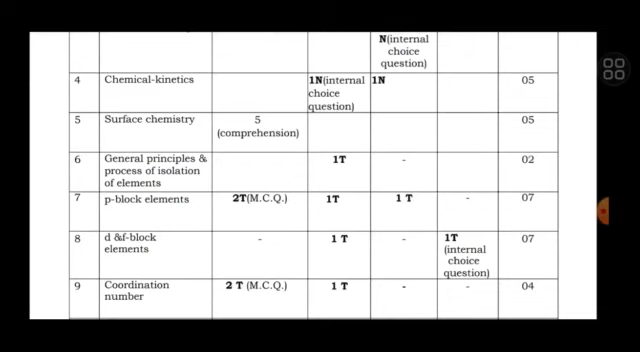 N(internal
choice
question)
4 Chemical-kinetics 1N(internal 1N 05
choice
question)
5 Surface chemistry 5 05
(comprehension)
6 General principles & 1T - 02
process of isolation
of elements
7 p-block elements 2T(M.C.Q.) 1T 1 T - 07
8 d &f-block - 1 T - 1T 07
elements (internal
choice
question)
9 Coordination 2 T (M.C.Q.) 1 T - - 04
number